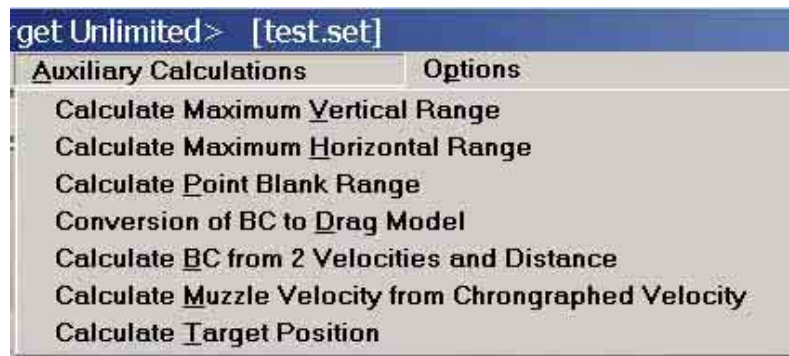 get Unlimited> [test.set]
Auxiliary Calculations Options
Calculate Maximum Vertical Range
Calculate Maximum Horizontal Range
Calculate Point Blank Range
Conversion of BC to Drag Model
Calculate BC from 2 Velocities and Distance
Calculate Muzzle Velocity from Chrongraphed Velocity
Calculate Target Position